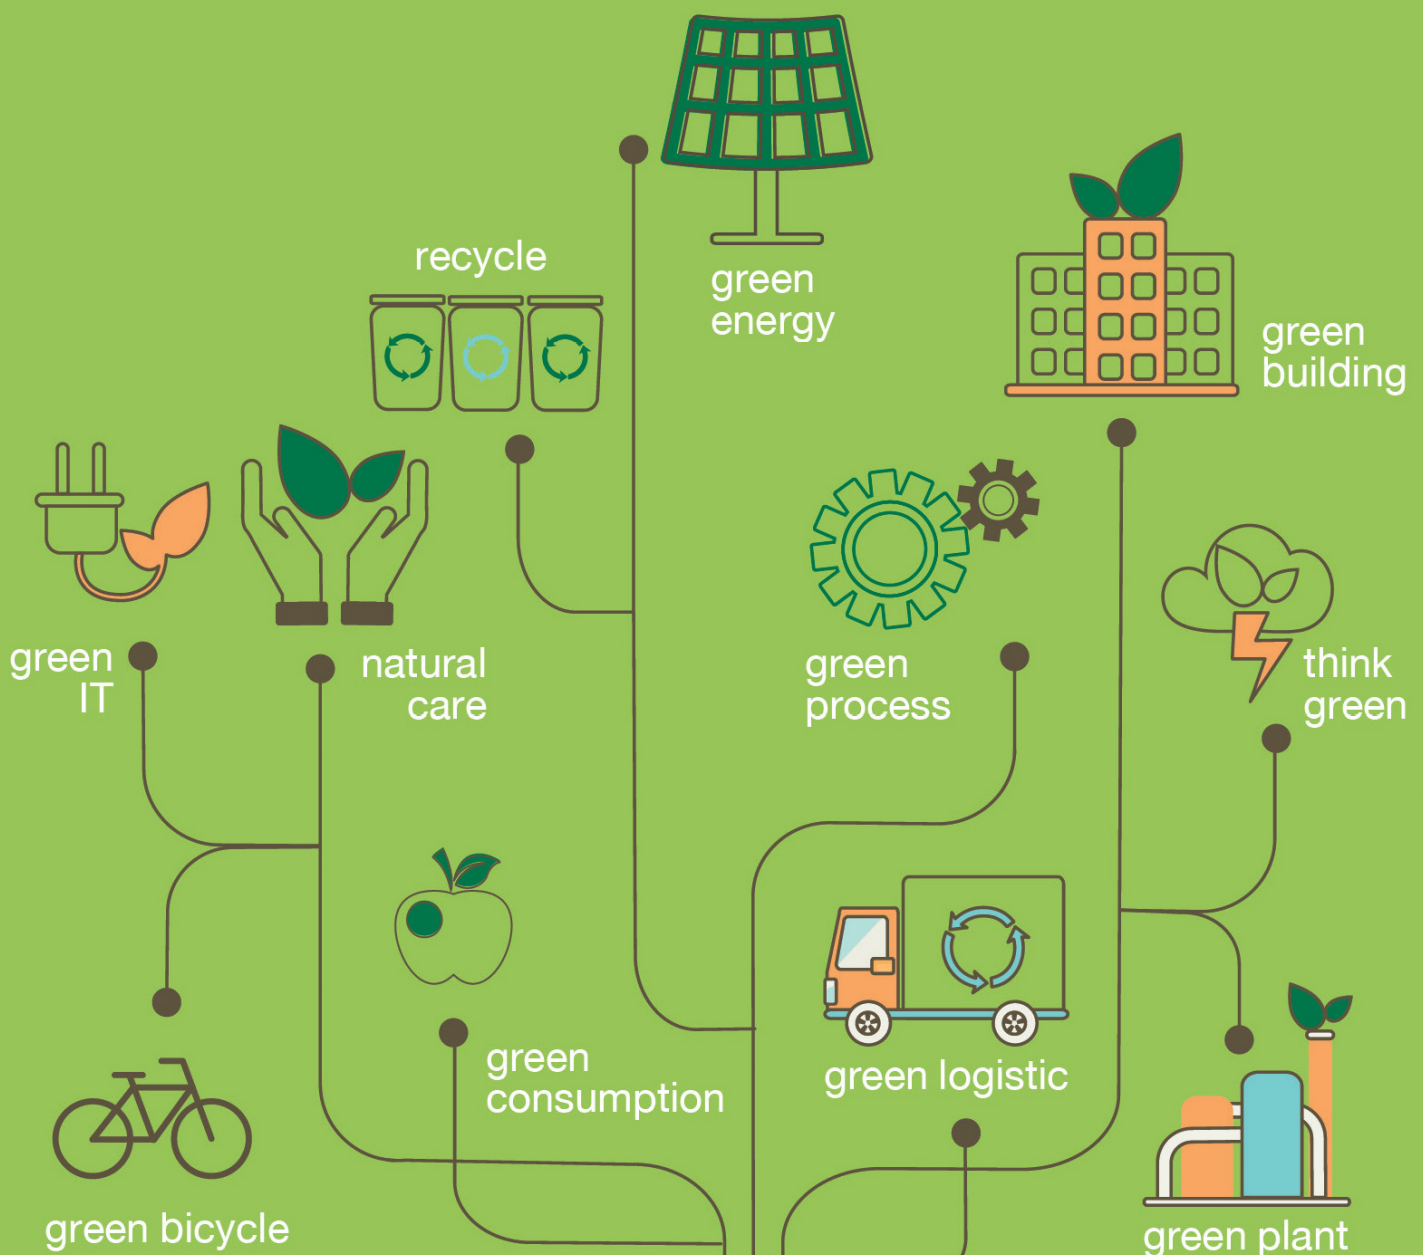 recycle
green
energy
green
building
green
IT
natural
care
green
process
think
green
green
consumption
green logistic
green bicycle
green plant